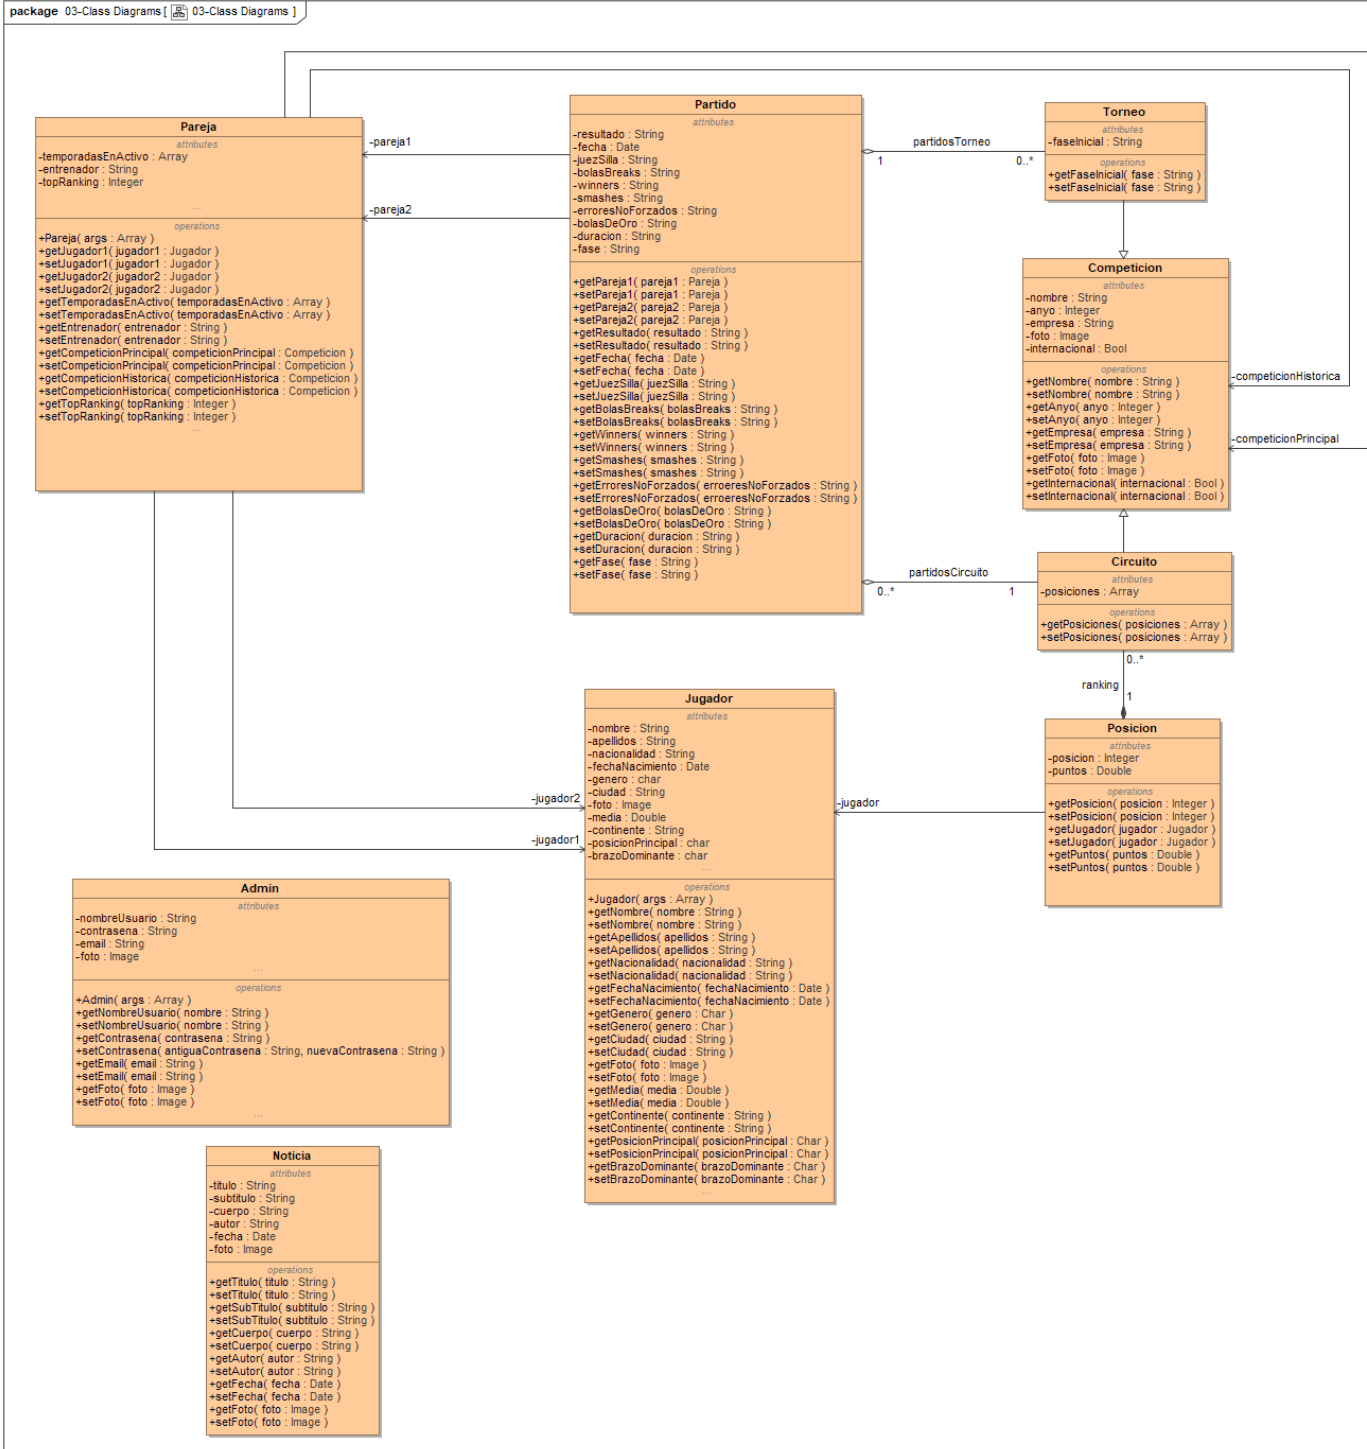 package 03-Class Diagrams [ 03-Class Diagrams ]
Pareja
attributes
-temporadasEnActivo : Array
-entrenador : String
-topRanking : Integer
...
operations
+Pareja( args : Array )
+getJugador1( jugador1 : Jugador )
+setJugador1( jugador1 : Jugador )
+getJugador2( jugador2 : Jugador )
+setJugador2( jugador2 : Jugador )
+getTemporadasEnActivo( temporadasEnActivo : Array )
+setTemporadasEnActivo( temporadasEnActivo : Array )
+getEntrenador( entrenador : String )
+setEntrenador( entrenador : String )
+getCompeticionPrincipal( competicionPrincipal : Competicion )
+setCompeticionPrincipal( competicionPrincipal : Competicion )
+getCompeticionHistorica( competicionHistorica : Competicion )
+setCompeticionHistorica( competicionHistorica : Competicion )
+getTopRanking( topRanking : Integer )
+setTopRanking( topRanking : Integer )
...
-pareja1
-pareja2
Partido
attributes
-resultado : String
-fecha : Date
-juezSilla : String
-bolasBreaks : String
-winners : String
-smashes : String
-erroresNoForzados : String
-bolasDeOro : String
-duracion : String
-fase : String
operations
+getPareja1( pareja1 : Pareja )
+setPareja1( pareja1 : Pareja )
+getPareja2( pareja2 : Pareja )
+setPareja2( pareja2 : Pareja )
+getResultado( resultado : String )
+setResultado( resultado : String )
+getFecha( fecha : Date )
+setFecha( fecha : Date )
+getJuezSilla( juezSilla : String )
+setJuezSilla( juezSilla : String )
+getBolasBreaks( bolasBreaks : String )
+setBolasBreaks( bolasBreaks : String )
+getWinners( winners : String )
+setWinners( winners : String )
+getSmashes( smashes : String )
+setSmashes( smashes : String )
+getErroresNoForzados( erroeresNoForzados : String )
+setErroresNoForzados( erroeresNoForzados : String )
+getBolasDeOro( bolasDeOro : String )
+setBolasDeOro( bolasDeOro : String )
+getDuracion( duracion : String )
+setDuracion( duracion : String )
+getFase( fase : String )
+setFase( fase : String )
partidosTorneo
1
0..*
Torneo
attributes
-faseInicial : String
operations
+getFaseInicial( fase : String )
+setFaseInicial( fase : String )
Competicion
attributes
-nombre : String
-anyo : Integer
-empresa : String
-foto : Image
-internacional : Bool
operations
+getNombre( nombre : String )
+setNombre( nombre : String )
+getAnyo( anyo : Integer )
+setAnyo( anyo : Integer )
+getEmpresa( empresa : String )
+setEmpresa( empresa : String )
+getFoto( foto : Image )
+setFoto( foto : Image )
+getInternacional( internacional : Bool )
+setInternacional( internacional : Bool )
-competicionHistorica
-competicionPrincipal
partidosCircuito
0..*
1
Circuito
attributes
-posiciones : Array
operations
+getPosiciones( posiciones : Array )
+setPosiciones( posiciones : Array )
0..*
ranking
1
Posicion
attributes
-posicion : Integer
-puntos : Double
operations
+getPosicion( posicion : Integer )
+setPosicion( posicion : Integer )
+getJugador( jugador : Jugador )
+setJugador( jugador : Jugador )
+getPuntos( puntos : Double )
+setPuntos( puntos : Double )
-jugador
-jugador2
-jugador1
Jugador
attributes
-nombre : String
-apellidos : String
-nacionalidad : String
-fechaNacimiento : Date
-genero : char
-ciudad : String
-foto : Image
-media : Double
-continente : String
-posicionPrincipal : char
-brazoDominante : char
...
operations
+Jugador( args : Array )
+getNombre( nombre : String )
+setNombre( nombre : String )
+getApellidos( apellidos : String )
+setApellidos( apellidos : String )
+getNacionalidad( nacionalidad : String )
+setNacionalidad( nacionalidad : String )
+getFechaNacimiento( fechaNacimiento : Date )
+setFechaNacimiento( fechaNacimiento : Date )
+getGenero( genero : Char )
+setGenero( genero : Char )
+getCiudad( ciudad : String )
+setCiudad( ciudad : String )
+getFoto( foto : Image )
+setFoto( foto : Image )
+getMedia( media : Double )
+setMedia( media : Double )
+getContinente( continente : String )
+setContinente( continente : String )
+getPosicionPrincipal( posicionPrincipal : Char )
+setPosicionPrincipal( posicionPrincipal : Char )
+getBrazoDominante( brazoDominante : Char )
+setBrazoDominante( brazoDominante : Char )
...
Admin
attributes
-nombreUsuario : String
-contrasena : String
-email : String
-foto : Image
...
operations
+Admin( args : Array )
+getNombreUsuario( nombre : String )
+setNombreUsuario( nombre : String )
+getContrasena( contrasena : String )
+setContrasena( antiguaContrasena : String, nuevaContrasena : String )
+getEmail( email : String )
+setEmail( email : String )
+getFoto( foto : Image )
+setFoto( foto : Image )
...
Noticia
attributes
-titulo : String
-subtitulo : String
-cuerpo : String
-autor : String
-fecha : Date
-foto : Image
operations
+getTitulo( titulo : String )
+setTitulo( titulo : String )
+getSubTitulo( subtitulo : String )
+setSubTitulo( subtitulo : String )
+getCuerpo( cuerpo : String )
+setCuerpo( cuerpo : String )
+getAutor( autor : String )
+setAutor( autor : String )
+getFecha( fecha : Date )
+setFecha( fecha : Date )
+getFoto( foto : Image )
+setFoto( foto : Image )